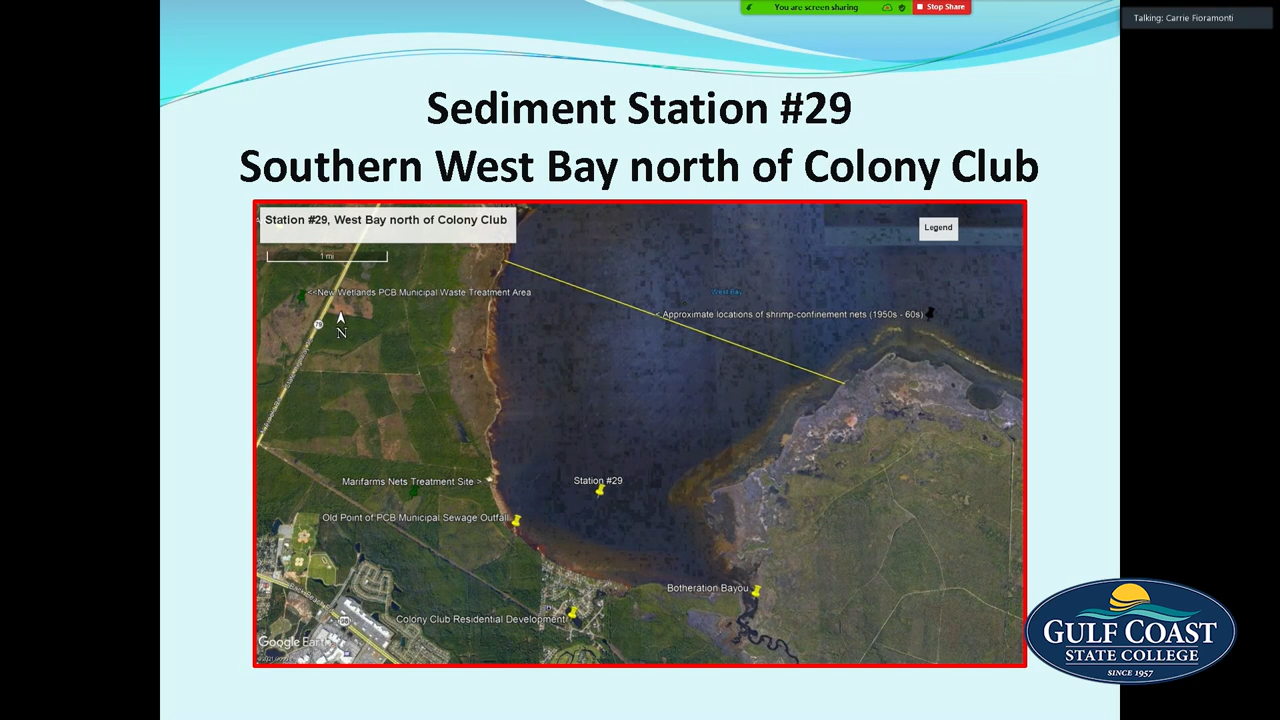 You are screen sharing
Stop Share
Talking: Carrie Fioramonti
Sediment Station #29
Southern West Bay north of Colony Club
Station #29, West Bay north of Colony Club
Legend
1 mi
<<New Wetlands PCB Municipal Waste Treatment Area
West Bay
< Approximate locations of shrimp-confinement nets (1950s - 60s)
79
N
Marifarms Nets Treatment Site >
Station #29
Old Point of PCB Municipal Sewage Outfall
Botheration Bayou
Colony Club Residential Development
98
Google Earth
GULF COAST
STATE COLLEGE
SINCE 1957